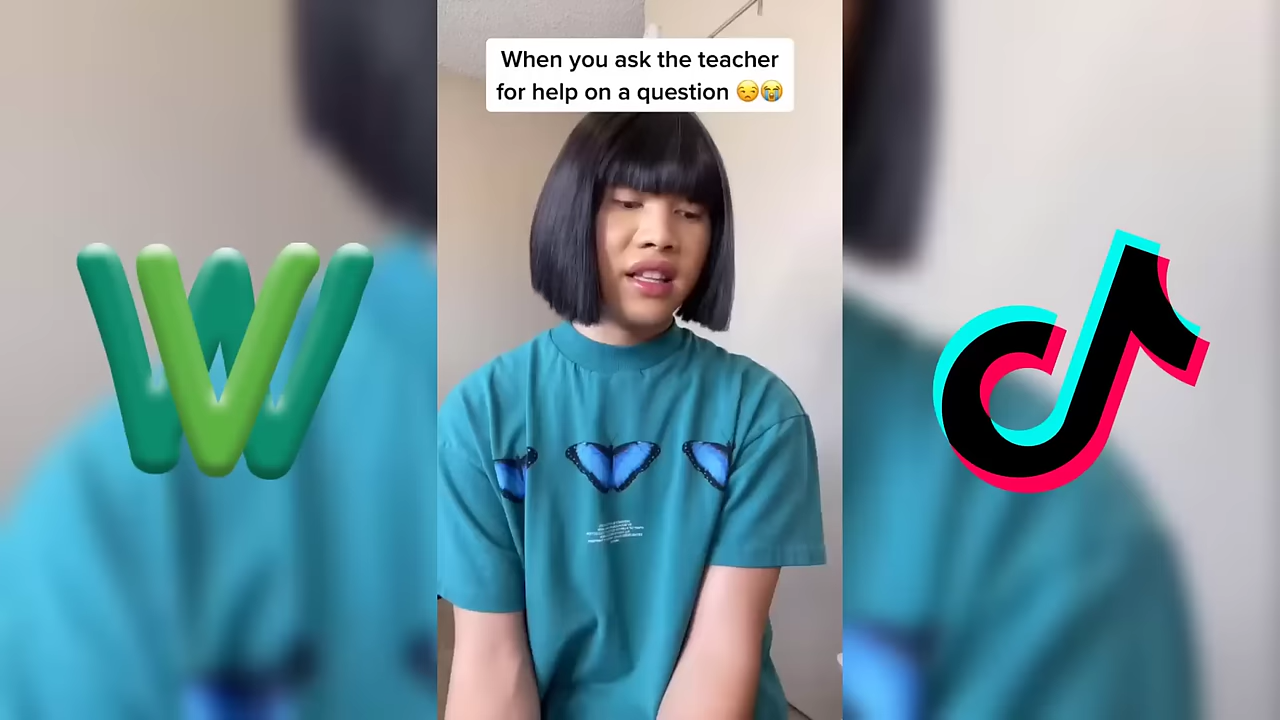 When you ask the teacher
for help on a question 😒😭
W